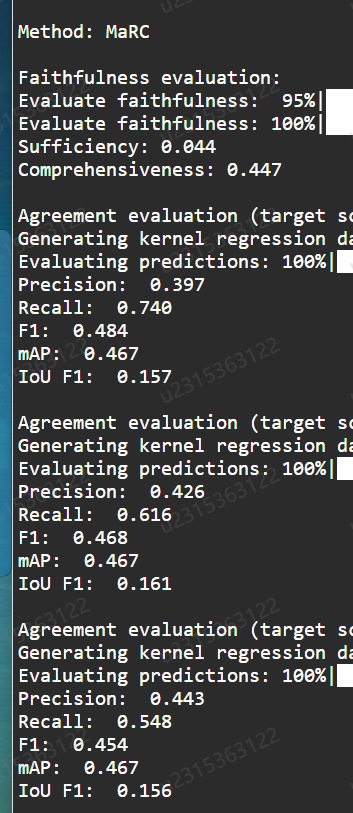 Method: MaRC
Faithfulness evaluation:
Evaluate faithfulness:  95%|
Evaluate faithfulness: 100%|
Sufficiency: 0.044
Comprehensiveness: 0.447
Agreement evaluation (target sc
Generating kernel regression da
Evaluating predictions: 100%|
Precision:  0.397
Recall:  0.740
F1:  0.484
mAP:  0.467
IoU F1:  0.157
Agreement evaluation (target sc
Generating kernel regression da
Evaluating predictions: 100%|
Precision:  0.426
Recall:  0.616
F1:  0.468
mAP:  0.467
IoU F1:  0.161
Agreement evaluation (target sc
Generating kernel regression da
Evaluating predictions: 100%|
Precision:  0.443
Recall:  0.548
F1:  0.454
mAP:  0.467
IoU F1:  0.156
u2315363122